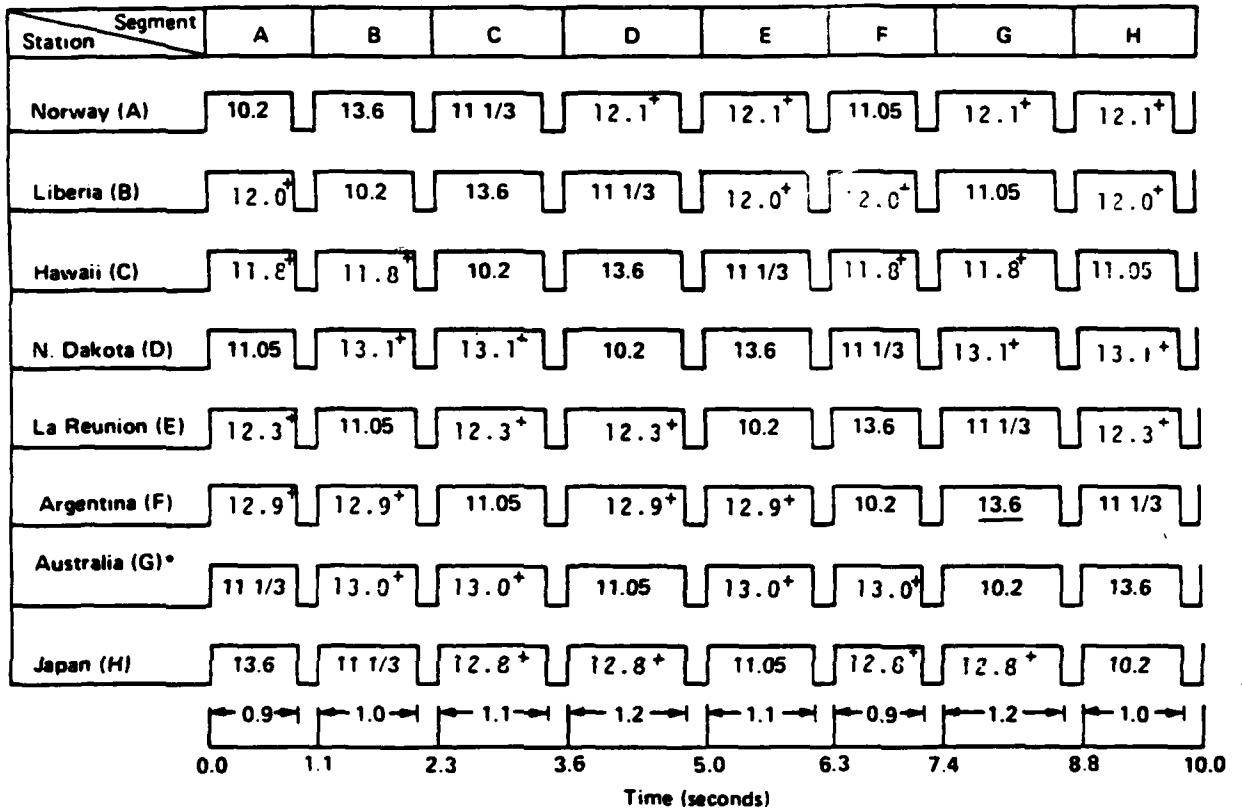 Segment
Station A B C D E F G H
Norway (A) 10.2 13.6 11 1/3 12.1+ 12.1+ 11.05 12.1+ 12.1+
Liberia (B) 12.0+ 10.2 13.6 11 1/3 12.0+ 12.0+ 11.05 12.0+
Hawaii (C) 11.8+ 11.8+ 10.2 13.6 11 1/3 11.8+ 11.8+ 11.05
N. Dakota (D) 11.05 13.1+ 13.1+ 10.2 13.6 11 1/3 13.1+ 13.1+
La Reunion (E) 12.3+ 11.05 12.3+ 12.3+ 10.2 13.6 11 1/3 12.3+
Argentina (F) 12.9+ 12.9+ 11.05 12.9+ 12.9+ 10.2 13.6 11 1/3
Australia (G)* 11 1/3 13.0+ 13.0+ 11.05 13.0+ 13.0+ 10.2 13.6
Japan (H) 13.6 11 1/3 12.8+ 12.8+ 11.05 12.8+ 12.8+ 10.2
0.9 1.0 1.1 1.2 1.1 0.9 1.2 1.0
0.0 1.1 2.3 3.6 5.0 6.3 7.4 8.8 10.0
Time (seconds)